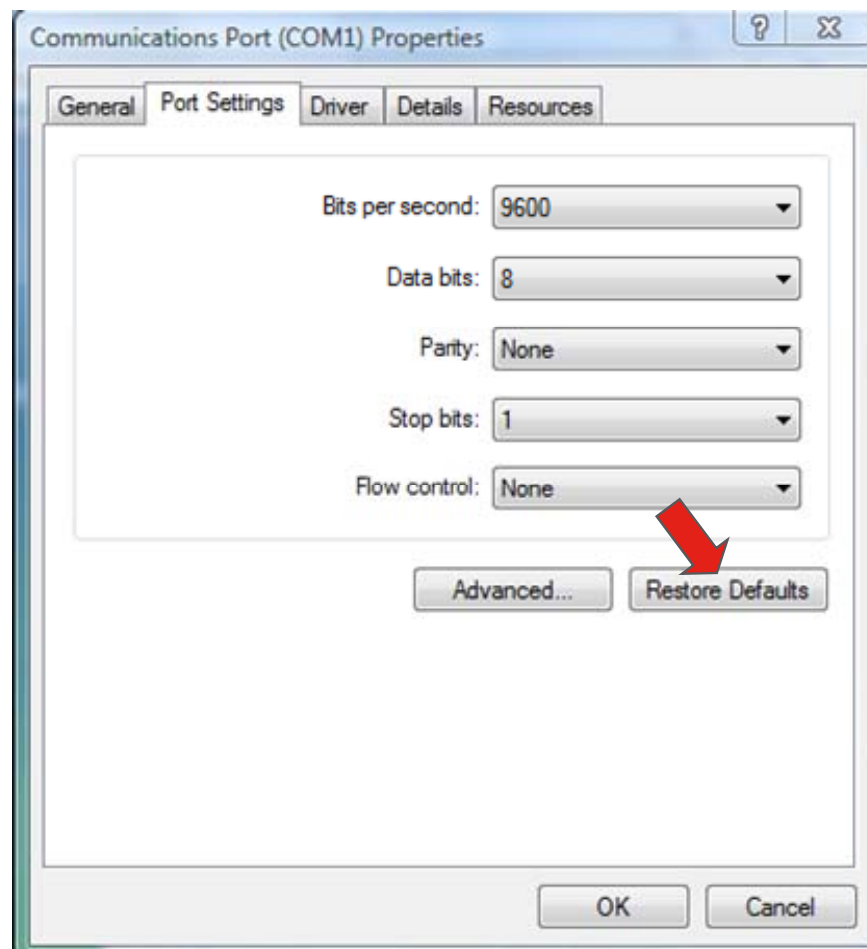 Communications Port (COM1) Properties
?
General Port Settings Driver Details Resources
Bits per second: 9600
Data bits: 8
Parity: None
Stop bits: 1
Flow control: None
Advanced... Restore Defaults
OK Cancel